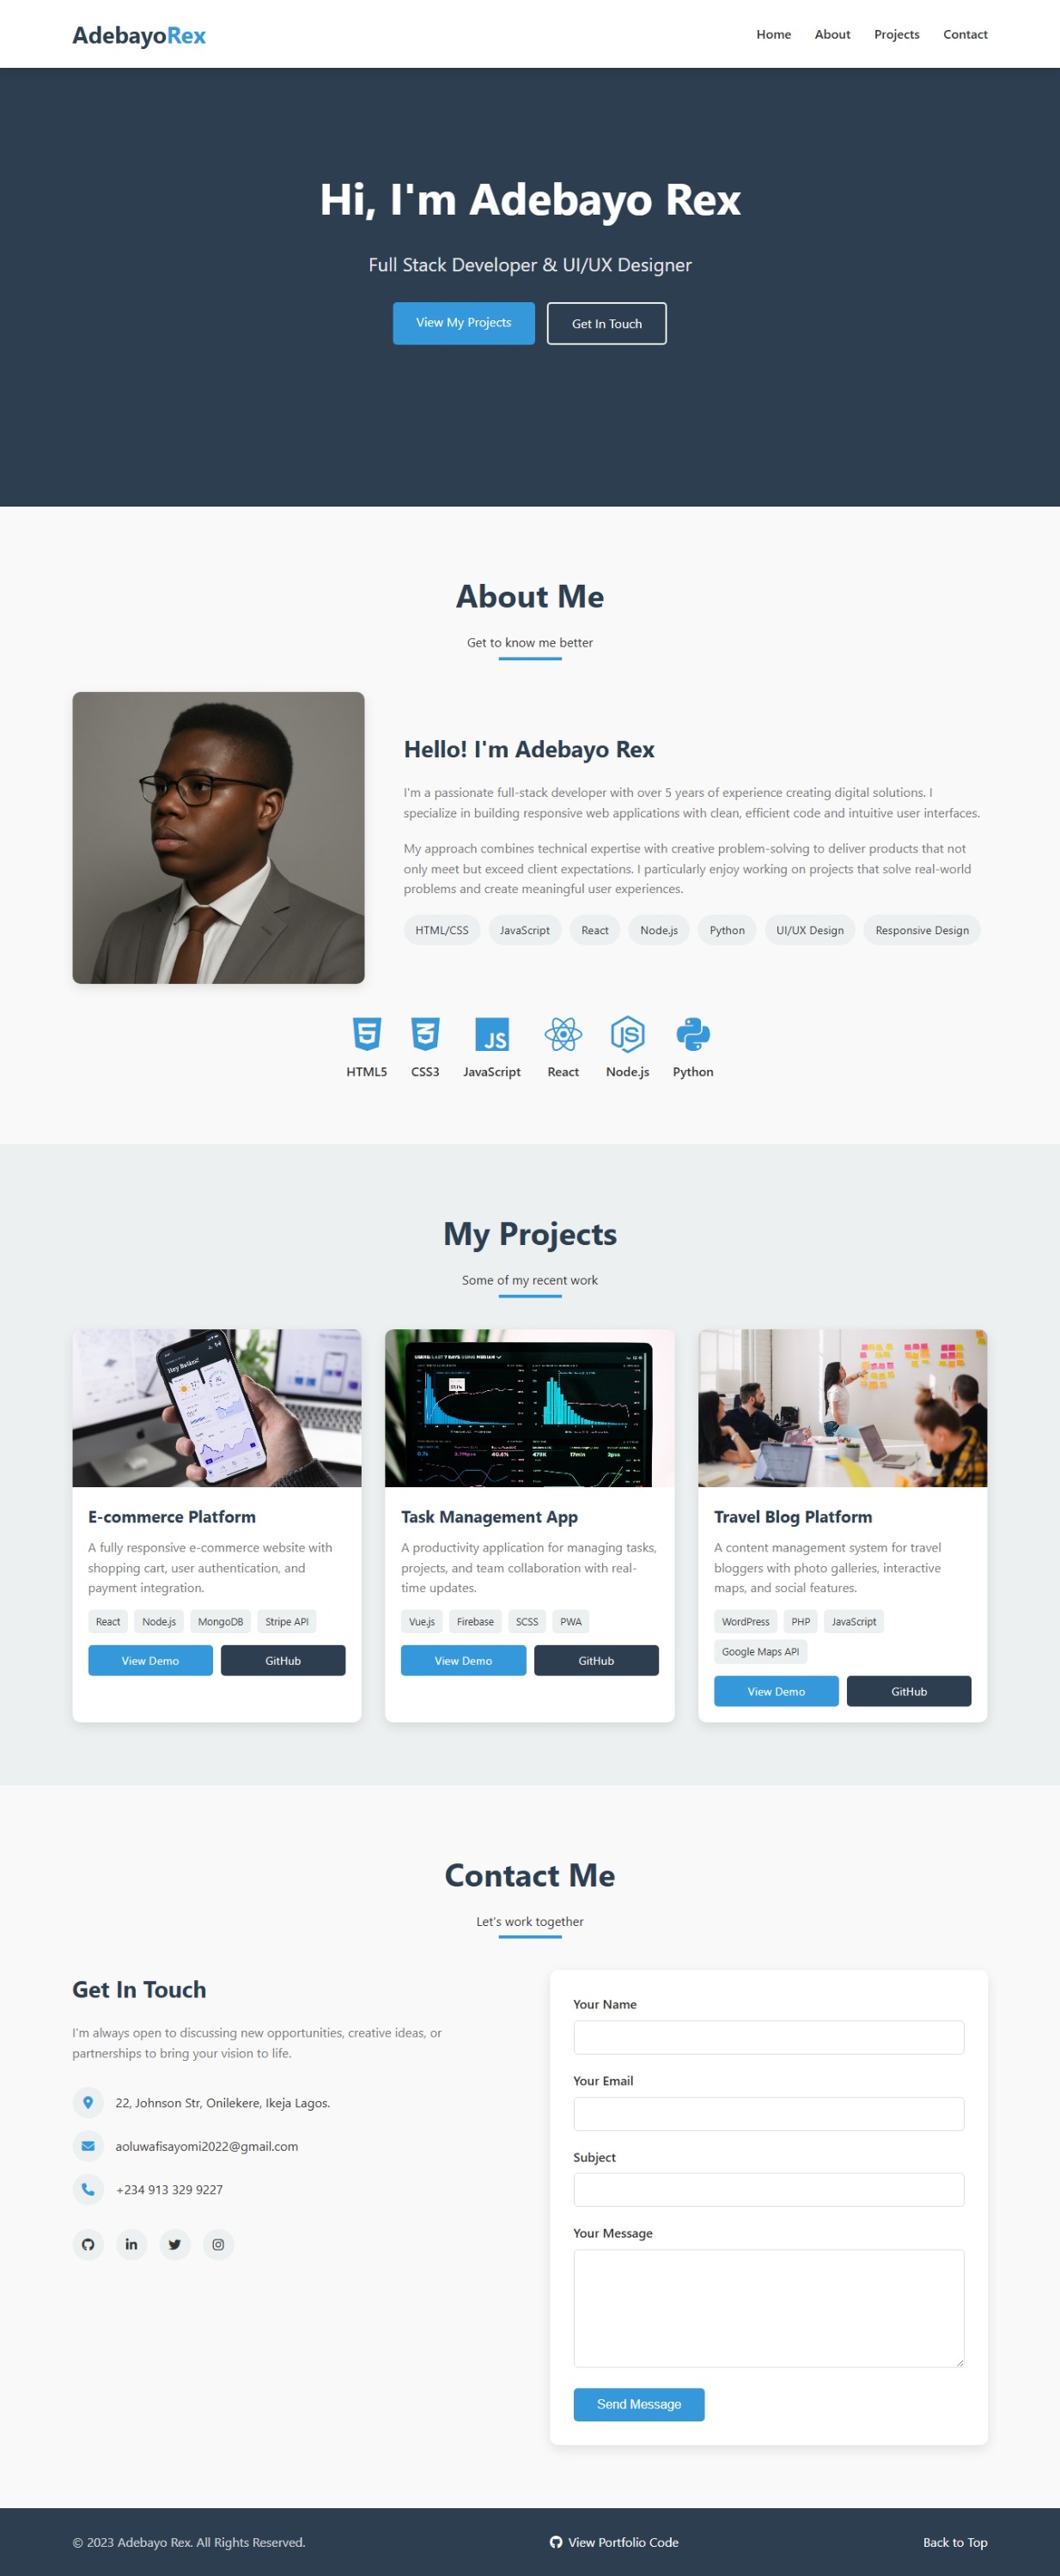 AdebayoRex
Home About Projects Contact
Hi, I'm Adebayo Rex
Full Stack Developer & UI/UX Designer
View My Projects Get In Touch
About Me
Get to know me better
Hello! I'm Adebayo Rex
I'm a passionate full-stack developer with over 5 years of experience creating digital solutions. I
specialize in building responsive web applications with clean, efficient code and intuitive user interfaces.
My approach combines technical expertise with creative problem-solving to deliver products that not
only meet but exceed client expectations. I particularly enjoy working on projects that solve real-world
problems and create meaningful user experiences.
HTML/CSS JavaScript React Node.js Python UI/UX Design Responsive Design
JS
HTML5 CSS3 JavaScript React Node.js Python
My Projects
Some of my recent work
E-commerce Platform
A fully responsive e-commerce website with
shopping cart, user authentication, and
payment integration.
React Node.js MongoDB Stripe API
View Demo GitHub
Task Management App
A productivity application for managing tasks,
projects, and team collaboration with real-
time updates.
Vue.js Firebase SCSS PWA
View Demo GitHub
Travel Blog Platform
A content management system for travel
bloggers with photo galleries, interactive
maps, and social features.
WordPress PHP JavaScript
Google Maps API
View Demo GitHub
Contact Me
Let's work together
Get In Touch
I'm always open to discussing new opportunities, creative ideas, or
partnerships to bring your vision to life.
22, Johnson Str, Onilekere, Ikeja Lagos.
aoluwafisayomi2022@gmail.com
+234 913 329 9227
Your Name
Your Email
Subject
Your Message
Send Message
© 2023 Adebayo Rex. All Rights Reserved. View Portfolio Code Back to Top